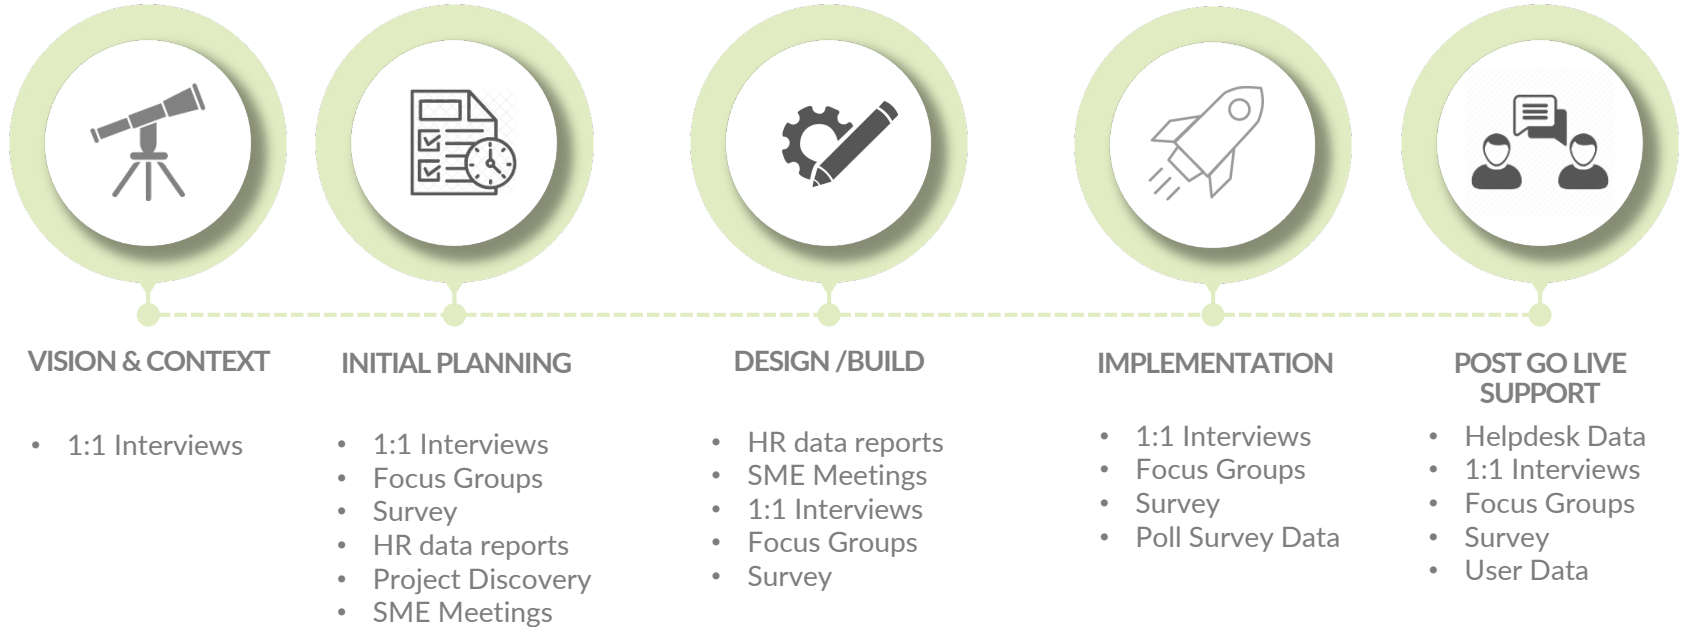 VISION & CONTEXT
• 1:1 Interviews
INITIAL PLANNING
• 1:1 Interviews
• Focus Groups
• Survey
• HR data reports
• Project Discovery
• SME Meetings
DESIGN /BUILD
• HR data reports
• SME Meetings
• 1:1 Interviews
• Focus Groups
• Survey
IMPLEMENTATION
• 1:1 Interviews
• Focus Groups
• Survey
• Poll Survey Data
POST GO LIVE
SUPPORT
• Helpdesk Data
• 1:1 Interviews
• Focus Groups
• Survey
• User Data